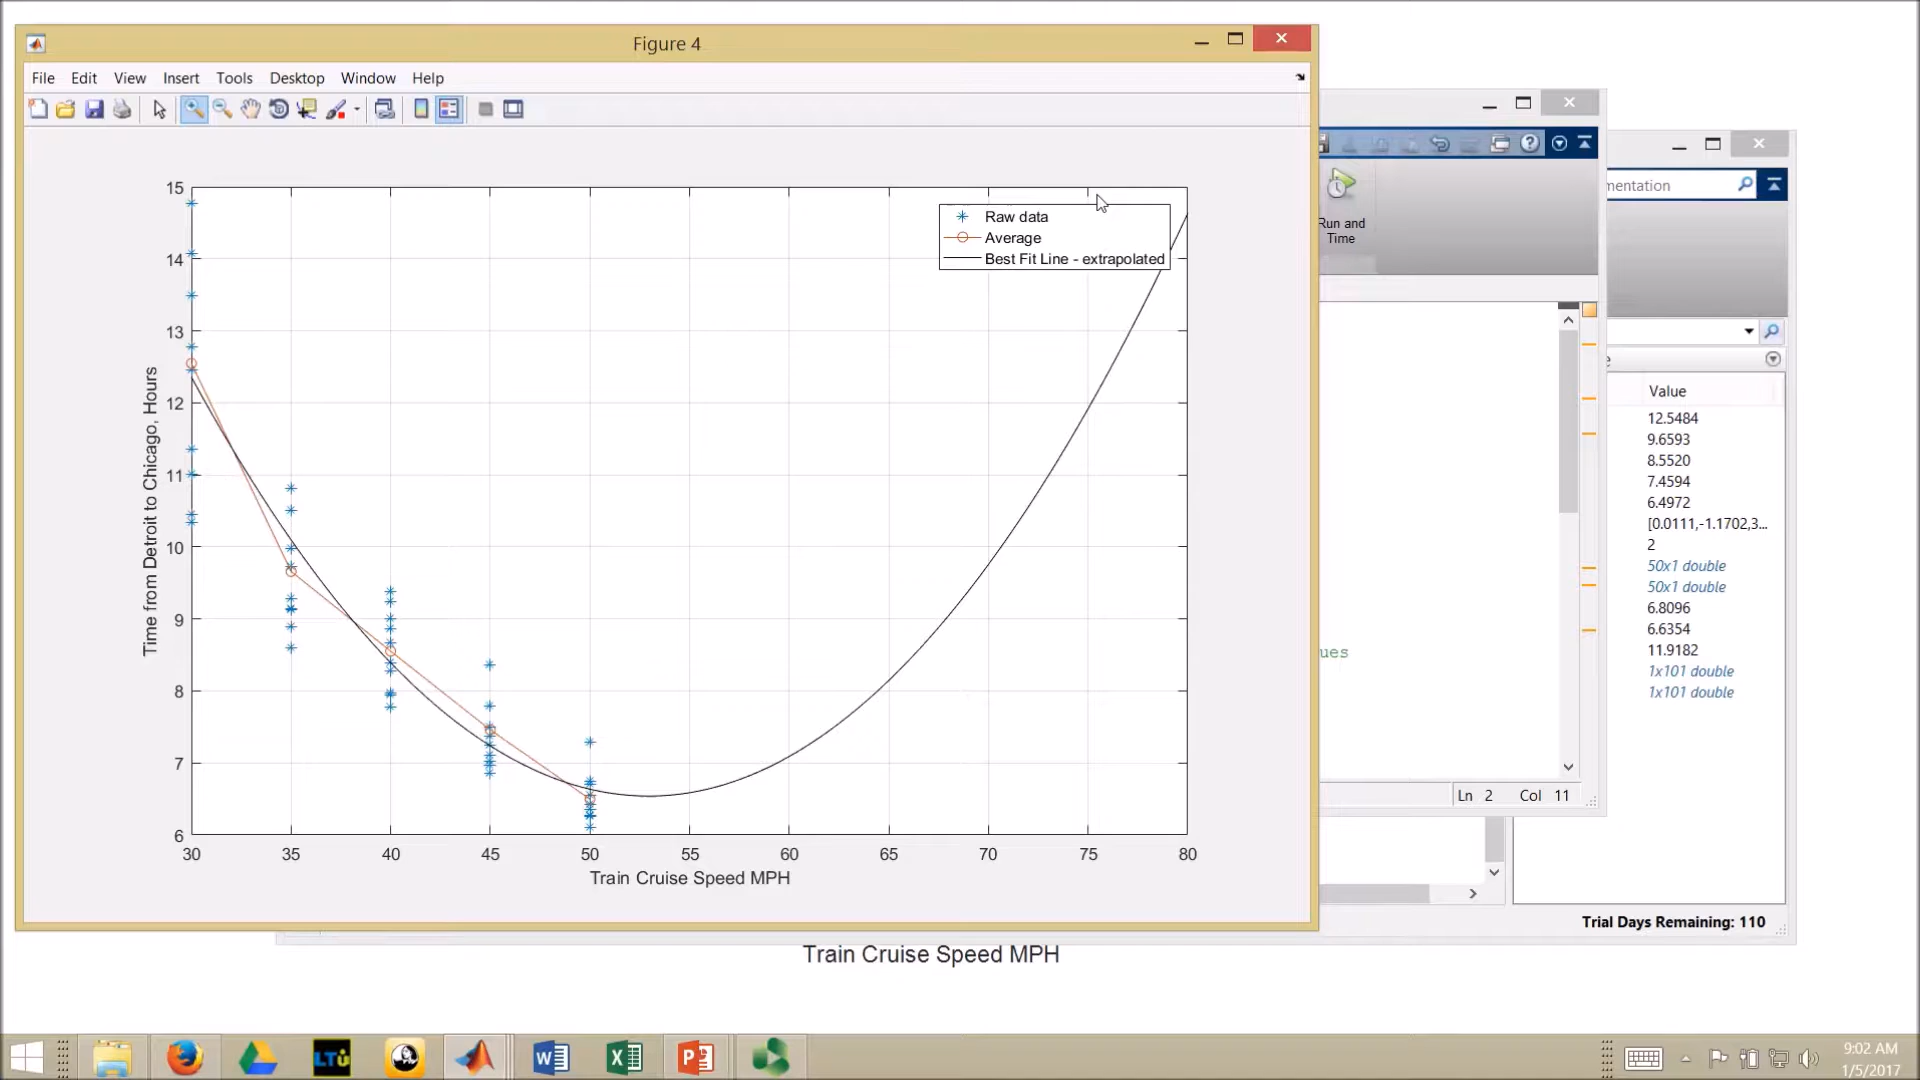 Figure 4
File Edit View Insert Tools Desktop Window Help
15
14
13
12
11
10
9
8
7
6
Time from Detroit to Chicago, Hours
Raw data
Average
Best Fit Line - extrapolated
30 35 40 45 50 55 60 65 70 75 80
Train Cruise Speed MPH
Run and
Time
mentation
ues
Ln 2 Col 11
Value
12.5484
9.6593
8.5520
7.4594
6.4972
[0.0111,-1.1702,3...
2
50x1 double
50x1 double
6.8096
6.6354
11.9182
1x101 double
1x101 double
Trial Days Remaining: 110
Train Cruise Speed MPH
LTU
9:02 AM
1/5/2017